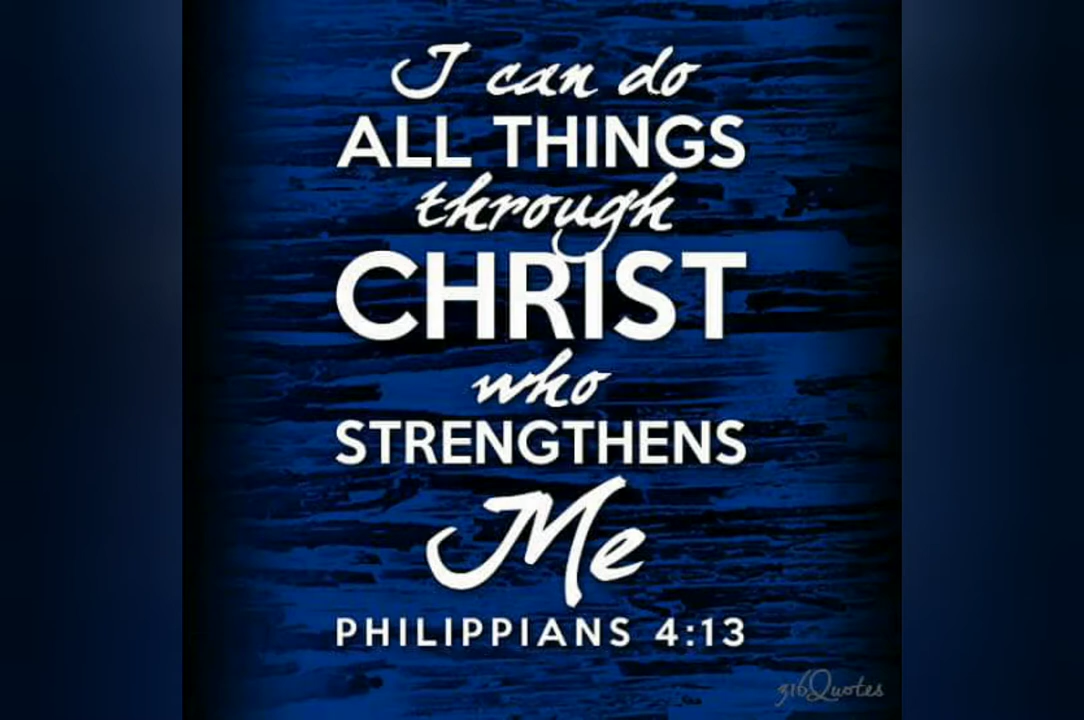 I can do
ALL THINGS
through
CHRIST
who
STRENGTHENS
Me
PHILIPPIANS 4:13
316Quotes